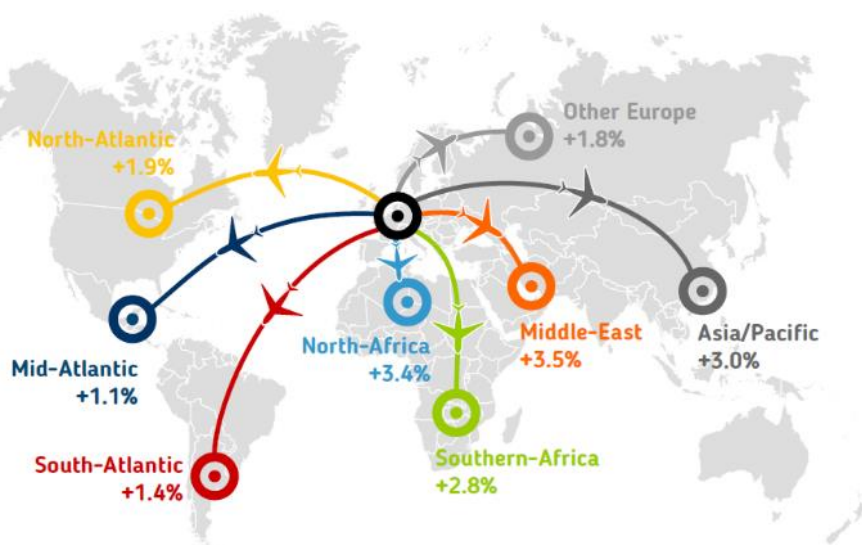 Other Europe
+1.8%
North-Atlantic
+1.9%
North-Africa
+3.4%
Middle-East
+3.5%
Asia/Pacific
+3.0%
Mid-Atlantic
+1.1%
South-Atlantic
+1.4%
Southern-Africa
+2.8%